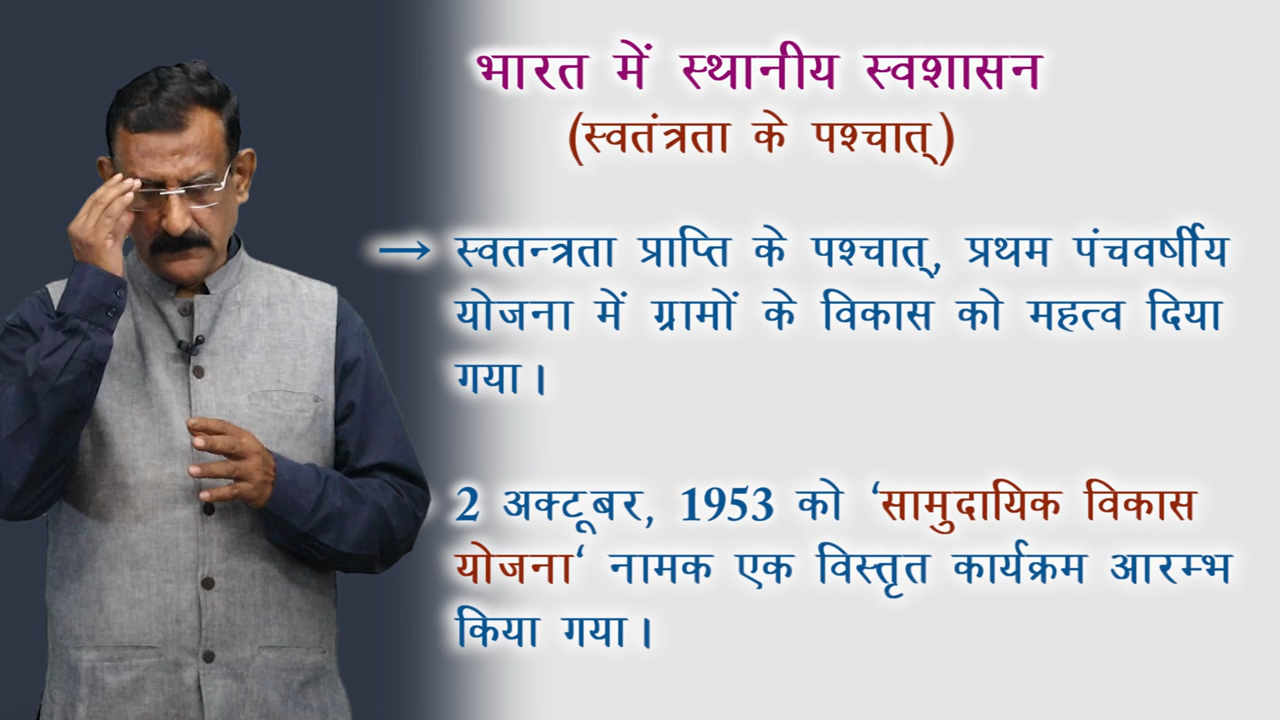 भारत में स्थानीय स्वशासन
(स्वतंत्रता के पश्चात्)
→ स्वतन्त्रता प्राप्ति के पश्चात्, प्रथम पंचवर्षीय
योजना में ग्रामों के विकास को महत्व दिया
गया।
2 अक्टूबर, 1953 को ‘सामुदायिक विकास
योजना‘ नामक एक विस्तृत कार्यक्रम आरम्भ
किया गया।